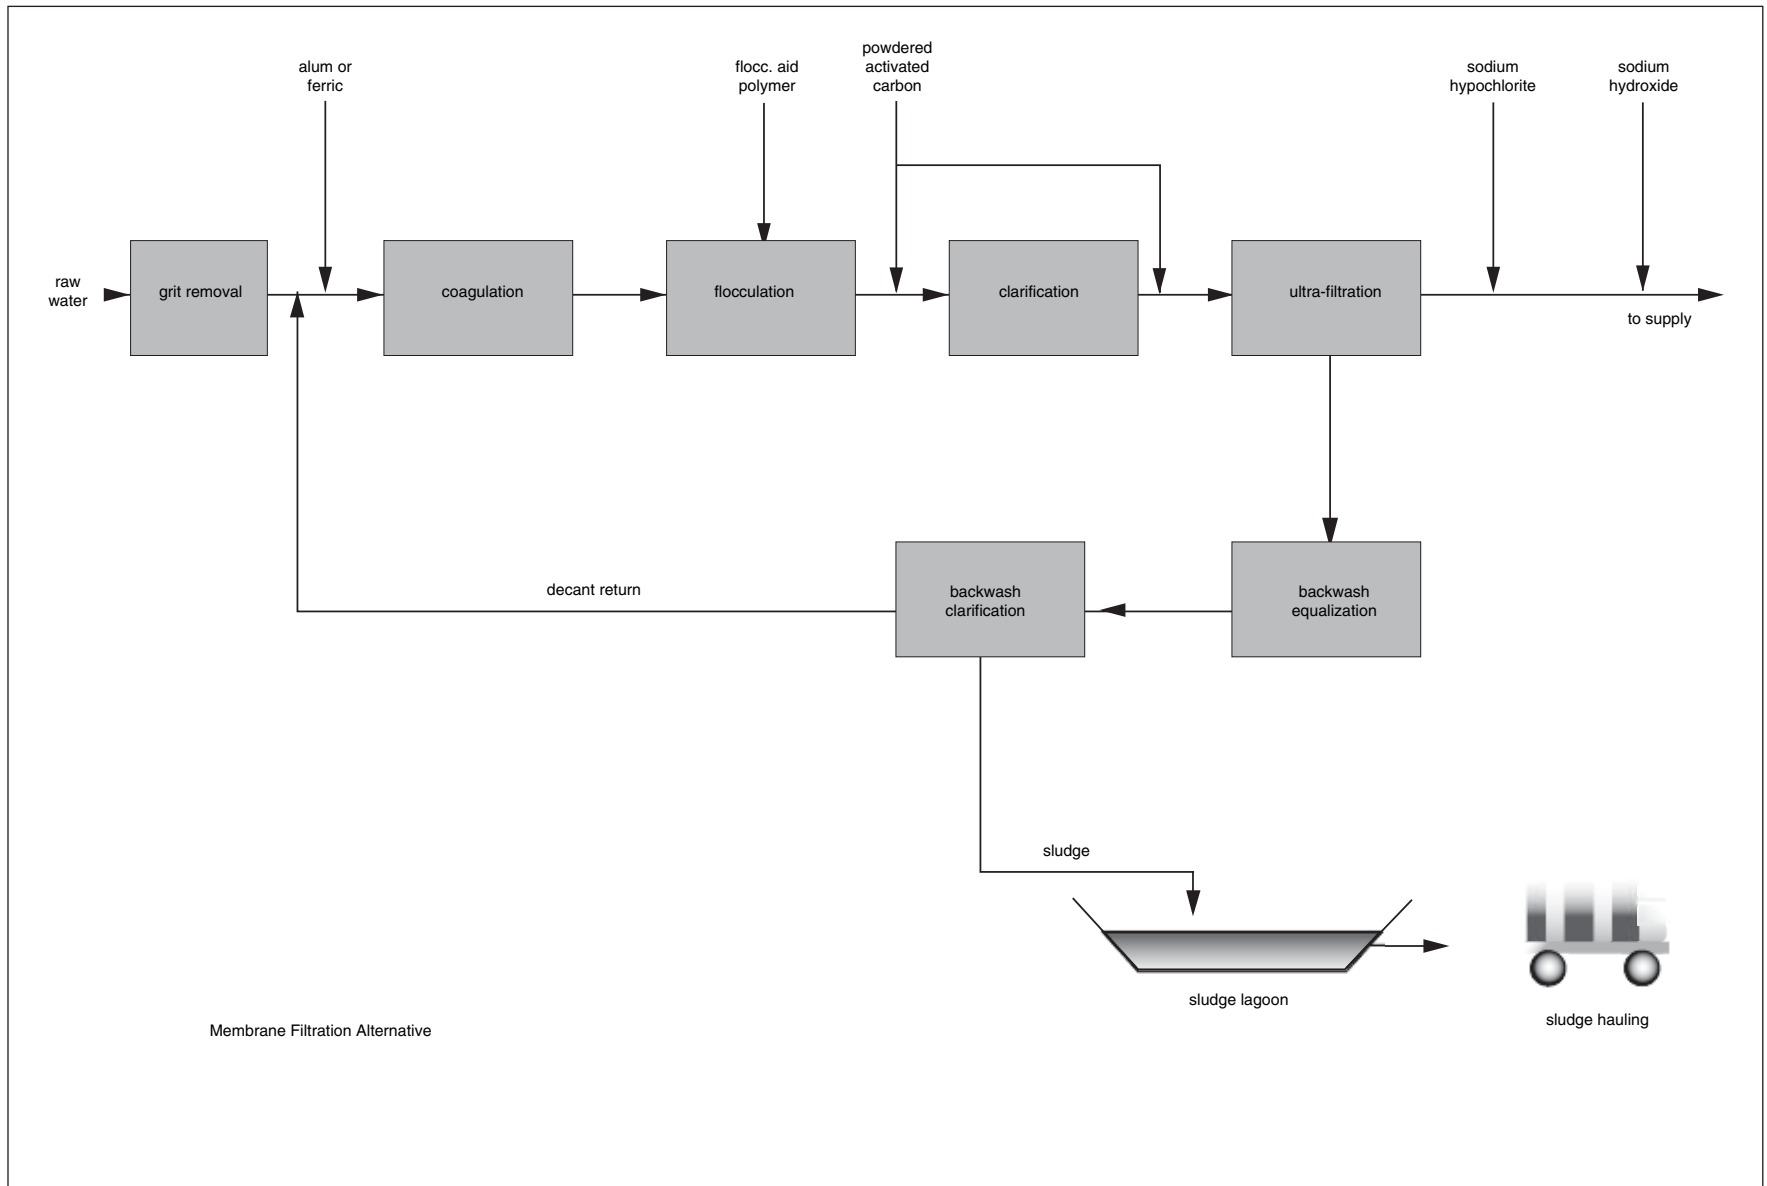 alum or
ferric
flocc. aid
polymer
powdered
activated
carbon
sodium
hypochlorite
sodium
hydroxide
raw
water
grit removal
coagulation
flocculation
clarification
ultra-filtration
to supply
decant return
backwash
clarification
backwash
equalization
sludge
sludge lagoon
sludge hauling
Membrane Filtration Alternative